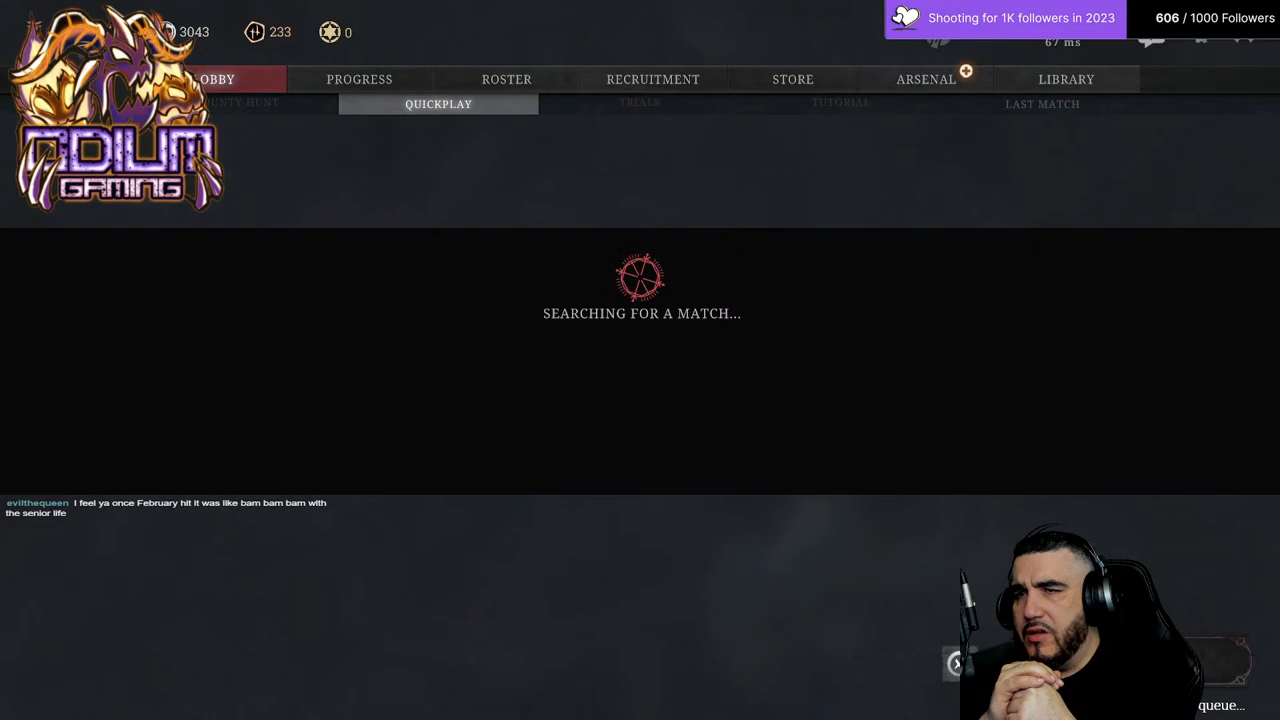 Shooting for 1K followers in 2023
606 / 1000 Followers
3043
233
0
67 ms
OBBY
PROGRESS
ROSTER
RECRUITMENT
STORE
ARSENAL
LIBRARY
UNTY HUNT
QUICKPLAY
TRIALS
TUTORIAL
LAST MATCH
ODIUM
GAMING
SEARCHING FOR A MATCH...
evilthequeen I feel ya once February hit it was like bam bam bam with
the senior life
X
queue...